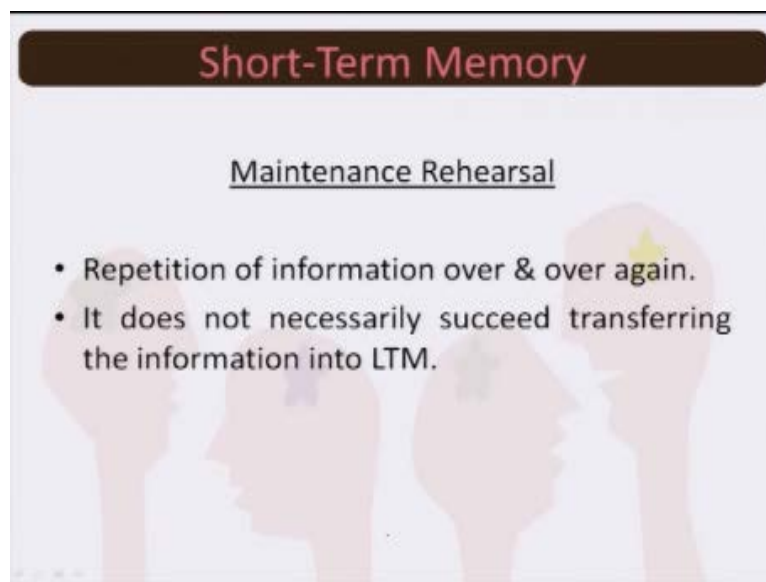 Short-Term Memory
Maintenance Rehearsal
• Repetition of information over & over again.
• It does not necessarily succeed transferring
the information into LTM.